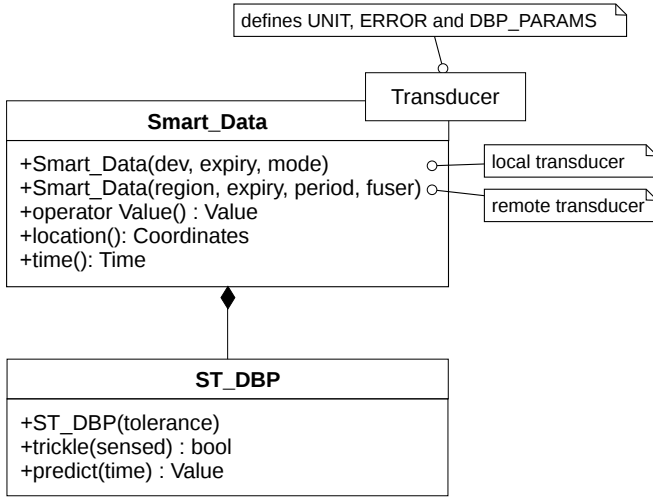 defines UNIT, ERROR and DBP_PARAMS
Transducer
Smart_Data
+Smart_Data(dev, expiry, mode)
local transducer
+Smart_Data(region, expiry, period, fuser)
remote transducer
+operator Value() : Value
+location(): Coordinates
+time(): Time
ST_DBP
+ST_DBP(tolerance)
+trickle(sensed) : bool
+predict(time) : Value